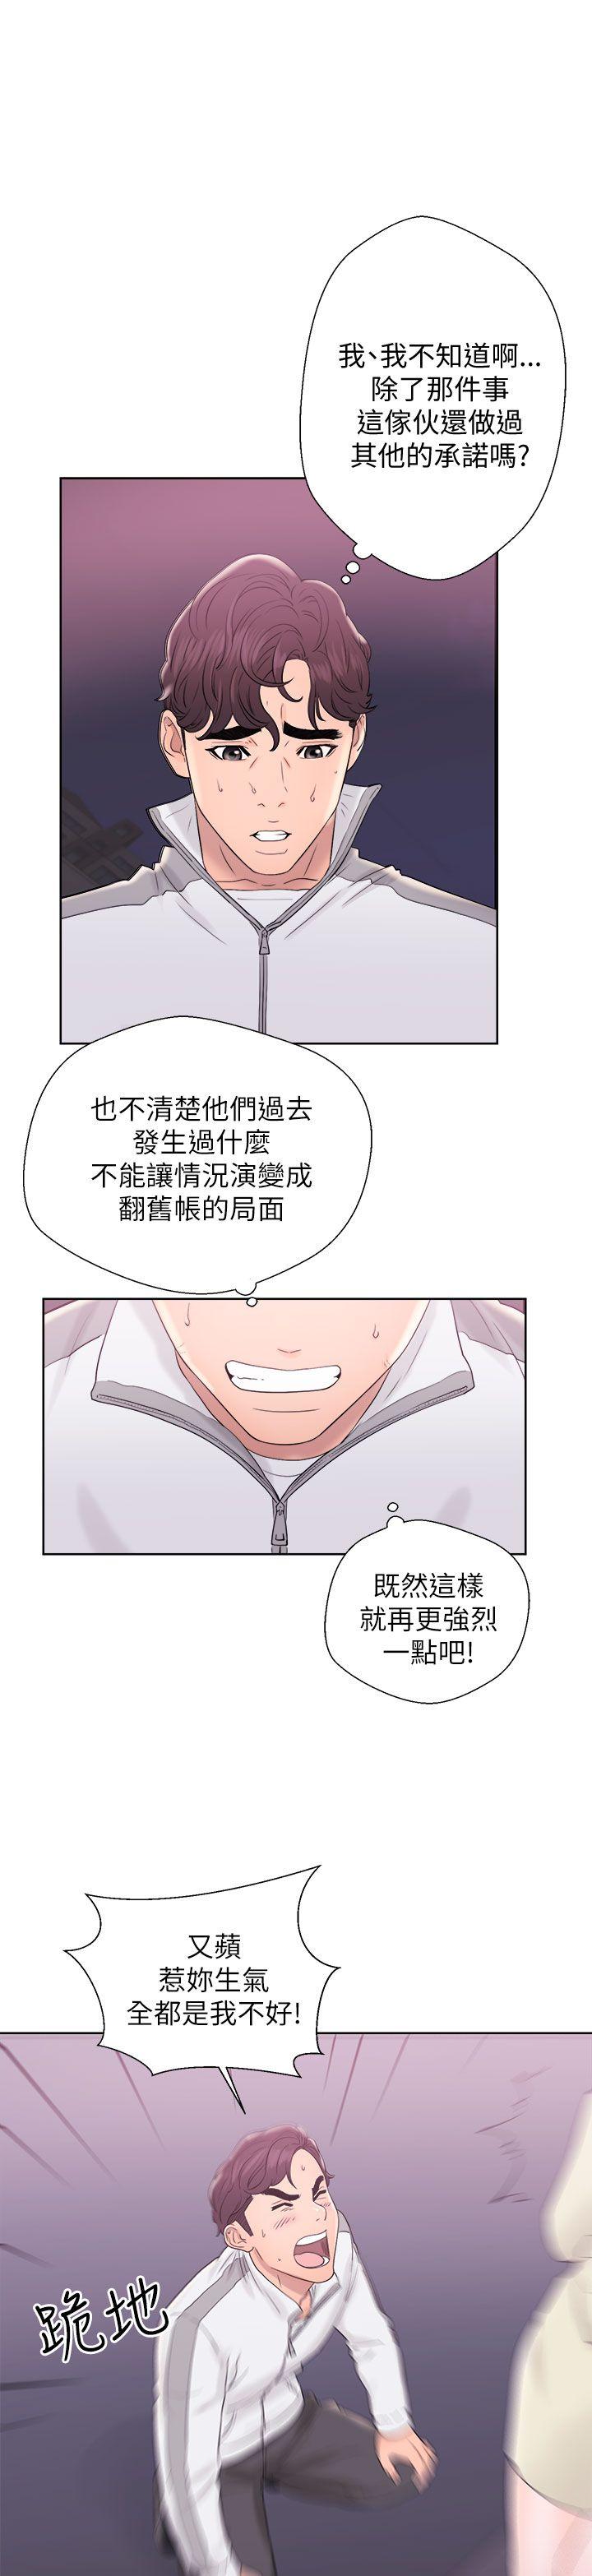 我、我不知道啊...
除了那件事
這傢伙還做過
其他的承諾嗎?
也不清楚他們過去
發生過什麼
不能讓情況演變成
翻舊帳的局面
既然這樣
就再更強烈
一點吧!
又蘋
惹妳生氣
全都是我不好!
跪地